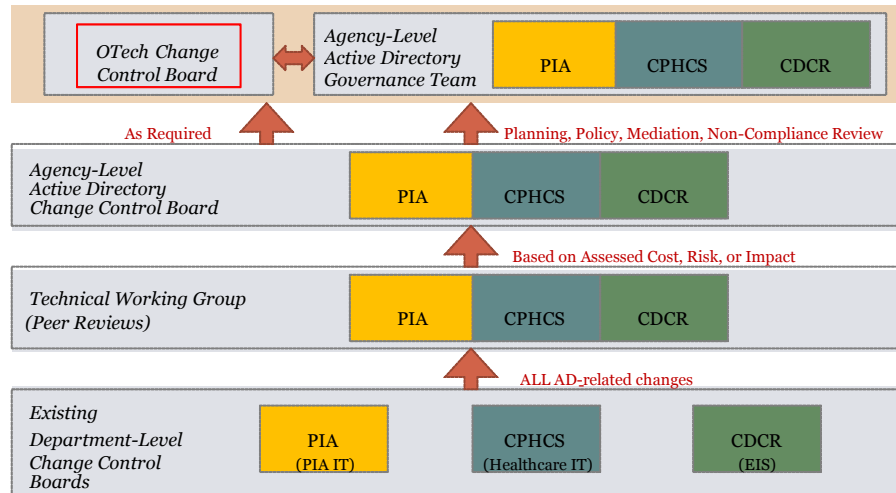 OTech Change
Control Board
Agency-Level
Active Directory
Governance Team
PIA
CPHCS
CDCR
As Required
Planning, Policy, Mediation, Non-Compliance Review
Agency-Level
Active Directory
Change Control Board
PIA
CPHCS
CDCR
Based on Assessed Cost, Risk, or Impact
Technical Working Group
(Peer Reviews)
PIA
CPHCS
CDCR
ALL AD-related changes
Existing
Department-Level
Change Control
Boards
PIA
(PIA IT)
CPHCS
(Healthcare IT)
CDCR
(EIS)